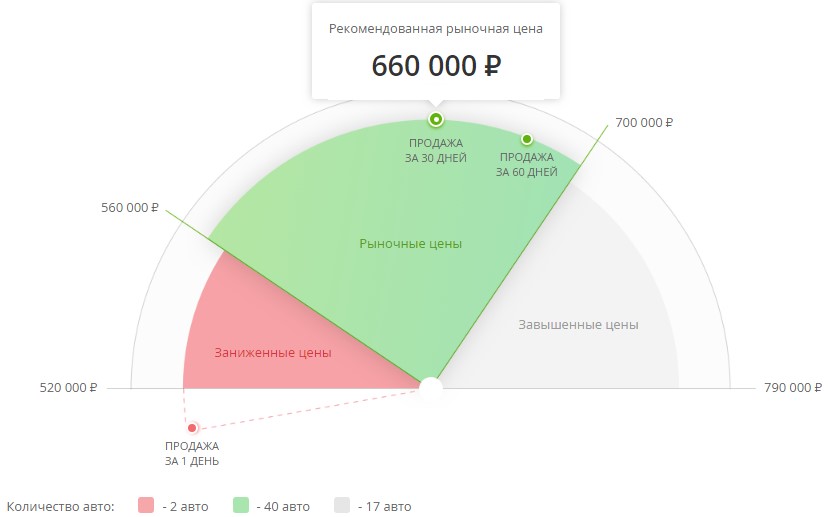 Рекомендованная рыночная цена
660 000 ₽
700 000 ₽
ПРОДАЖА
ЗА 30 ДНЕЙ
ПРОДАЖА
ЗА 60 ДНЕЙ
560 000 ₽
Рыночные цены
Завышенные цены
Заниженные цены
520 000 ₽
790 000 ₽
ПРОДАЖА
ЗА 1 ДЕНЬ
Количество авто: - 2 авто - 40 авто - 17 авто